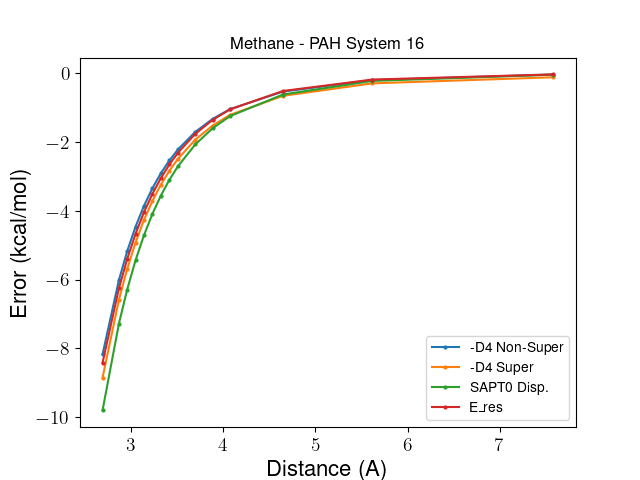 Methane - PAH System 16
Error (kcal/mol)
0
−2
−4
−6
−8
−10
3
4
5
6
7
Distance (A)
-D4 Non-Super
-D4 Super
SAPT0 Disp.
E_res